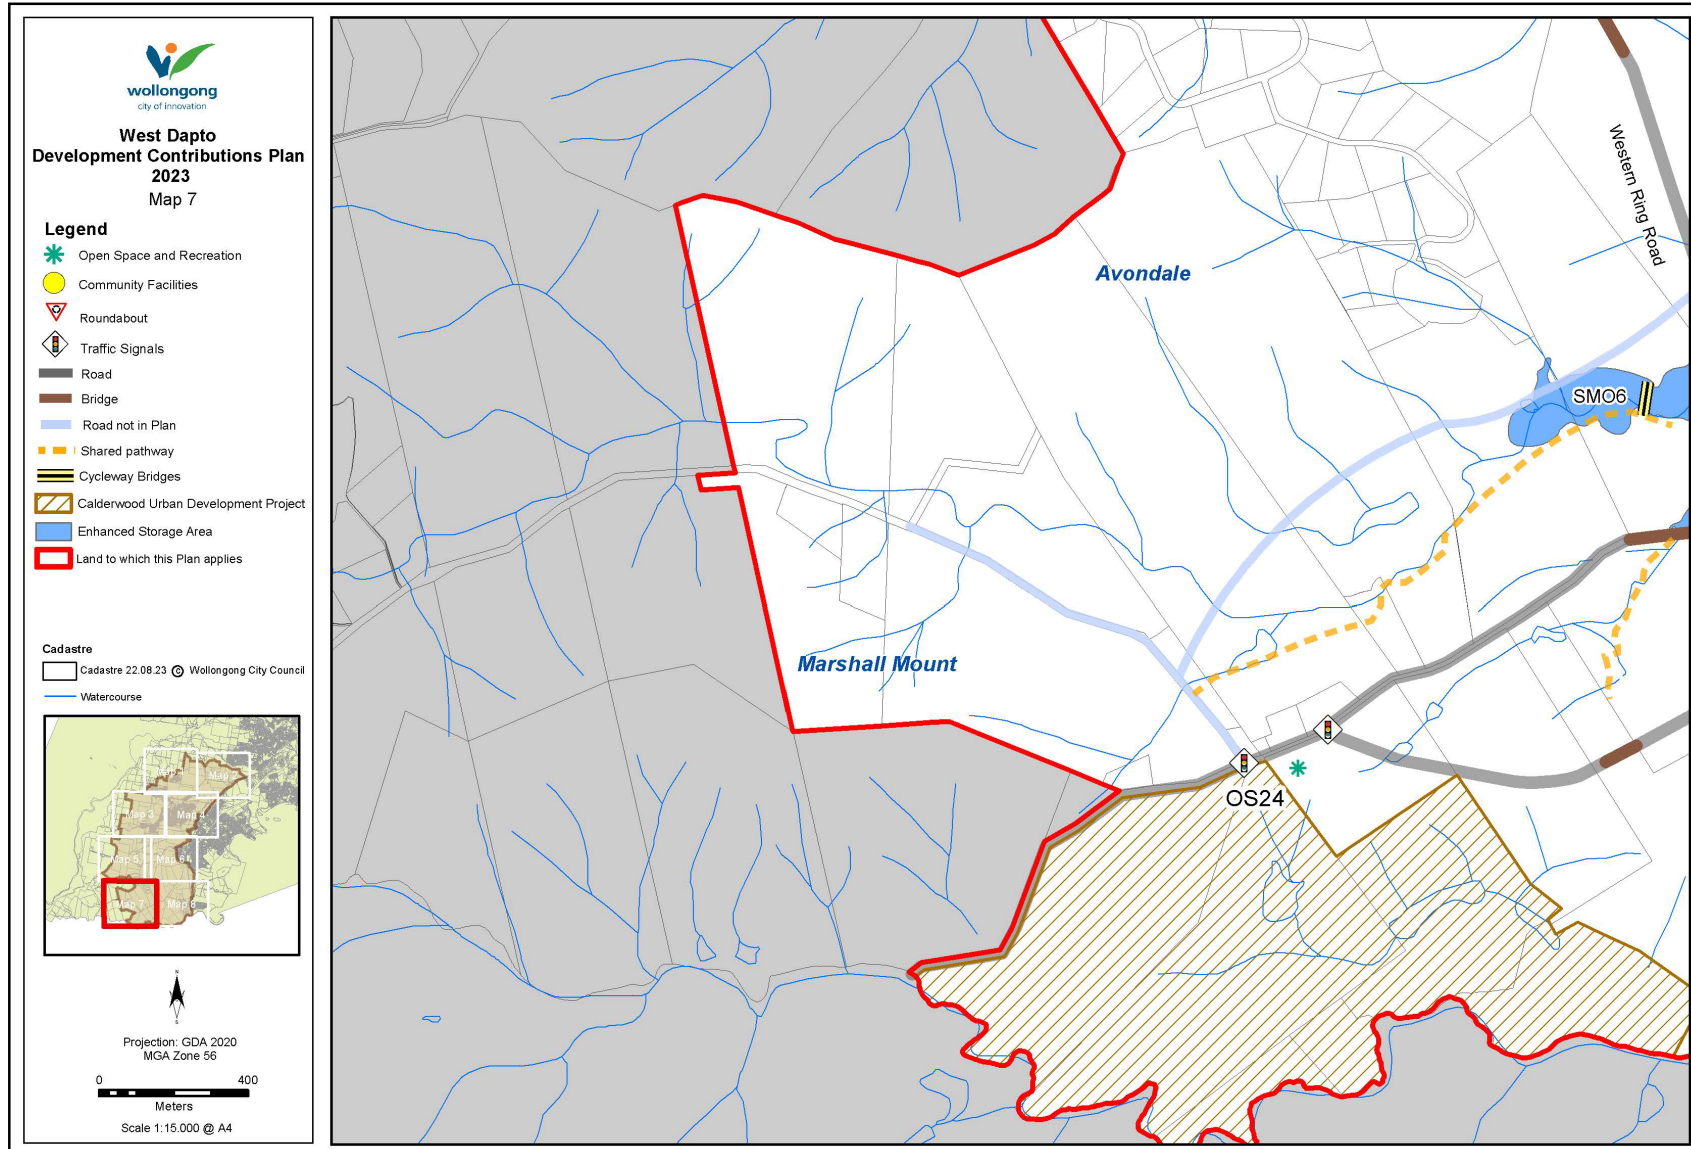 wollongong
city of innovation
West Dapto
Development Contributions Plan
2023
Map 7
Legend
Open Space and Recreation
Community Facilities
Roundabout
Traffic Signals
Road
Bridge
Road not in Plan
Shared pathway
Cycleway Bridges
Calderwood Urban Development Project
Enhanced Storage Area
Land to which this Plan applies
Cadastre
Cadastre 22.08.23 © Wollongong City Council
Watercourse
Map 2
Map 3
Map 4
Map 5
Map 6
Map 7
Map 8
N
S
Projection: GDA 2020
MGA Zone 56
0 400
Meters
Scale 1:15.000 @ A4
Western Ring Road
Avondale
SMO6
Marshall Mount
OS24